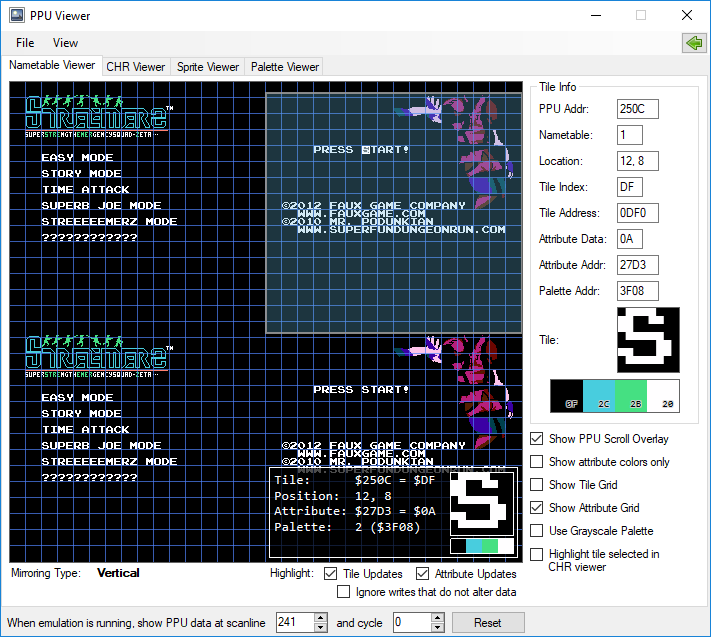 PPU Viewer
File View
Nametable Viewer CHR Viewer Sprite Viewer Palette Viewer
STREEMERZ™
SUPERSTRENGTHEMERGENCYSQUAD-ZETA
EASY MODE
STORY MODE
TIME ATTACK
SUPERB JOE MODE
STREEEEEMERZ MODE
????????????
PRESS START!
©2012 FAUX GAME COMPANY
WWW.FAUXGAME.COM
©2010 MR. PODUNKIAN
WWW.SUPERFUNDUNGEONRUN.COM
STREEMERZ™
SUPERSTRENGTHEMERGENCYSQUAD-ZETA
EASY MODE
STORY MODE
TIME ATTACK
SUPERB JOE MODE
STREEEEEMERZ MODE
????????????
PRESS START!
©2012 FAUX GAME COMPANY
WWW.FAUXGAME.COM
©2010 MR. PODUNKIAN
WWW.SUPERFUNDUNGEONRUN.COM
Tile: $250C = $DF
Position: 12, 8
Attribute: $27D3 = $0A
Palette: 2 ($3F08)
S
Mirroring Type: Vertical
Highlight: Tile Updates Attribute Updates
Ignore writes that do not alter data
Tile Info
PPU Addr: 250C
Nametable: 1
Location: 12, 8
Tile Index: DF
Tile Address: 0DF0
Attribute Data: 0A
Attribute Addr: 27D3
Palette Addr: 3F08
Tile: S
0F 2C 2B 20
Show PPU Scroll Overlay
Show attribute colors only
Show Tile Grid
Show Attribute Grid
Use Grayscale Palette
Highlight tile selected in
CHR viewer
When emulation is running, show PPU data at scanline 241 and cycle 0 Reset